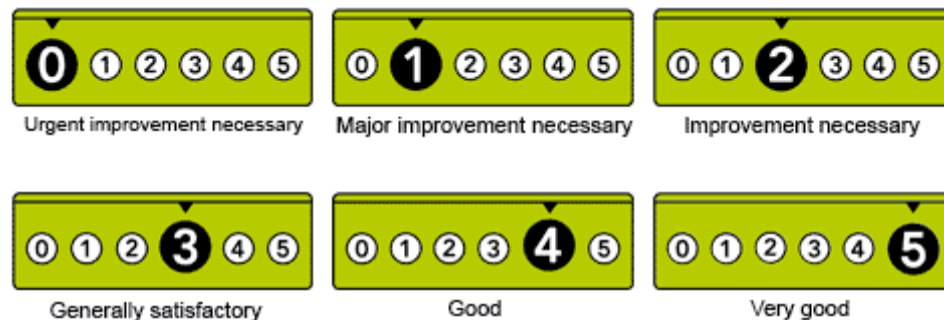 0 1 2 3 4 5
Urgent improvement necessary
0 1 2 3 4 5
Major improvement necessary
0 1 2 3 4 5
Improvement necessary
0 1 2 3 4 5
Generally satisfactory
0 1 2 3 4 5
Good
0 1 2 3 4 5
Very good